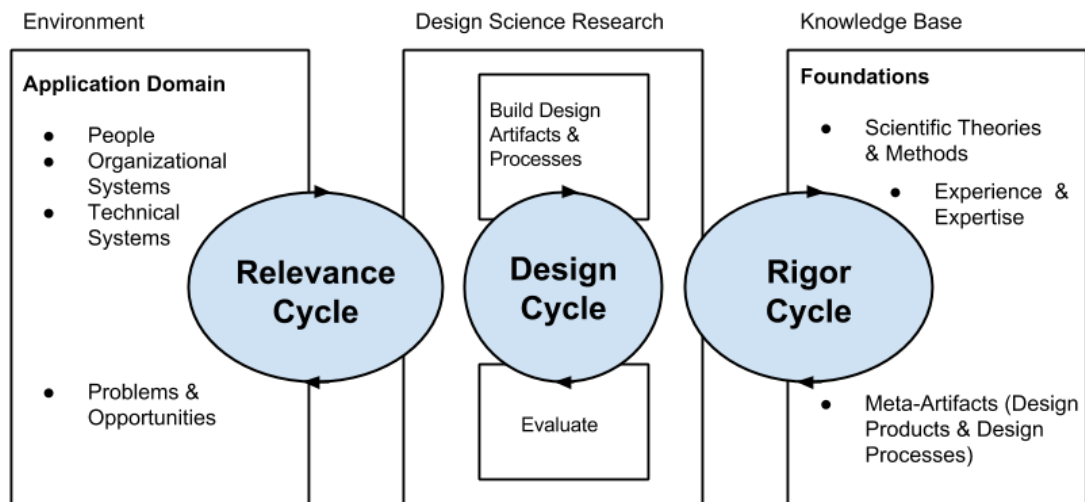 Environment
Application Domain
● People
● Organizational
Systems
● Technical
Systems
● Problems &
Opportunities
Relevance
Cycle
Design Science Research
Build Design
Artifacts &
Processes
Design
Cycle
Evaluate
Knowledge Base
Foundations
● Scientific Theories
& Methods
● Experience &
Expertise
Rigor
Cycle
● Meta-Artifacts (Design
Products & Design
Processes)